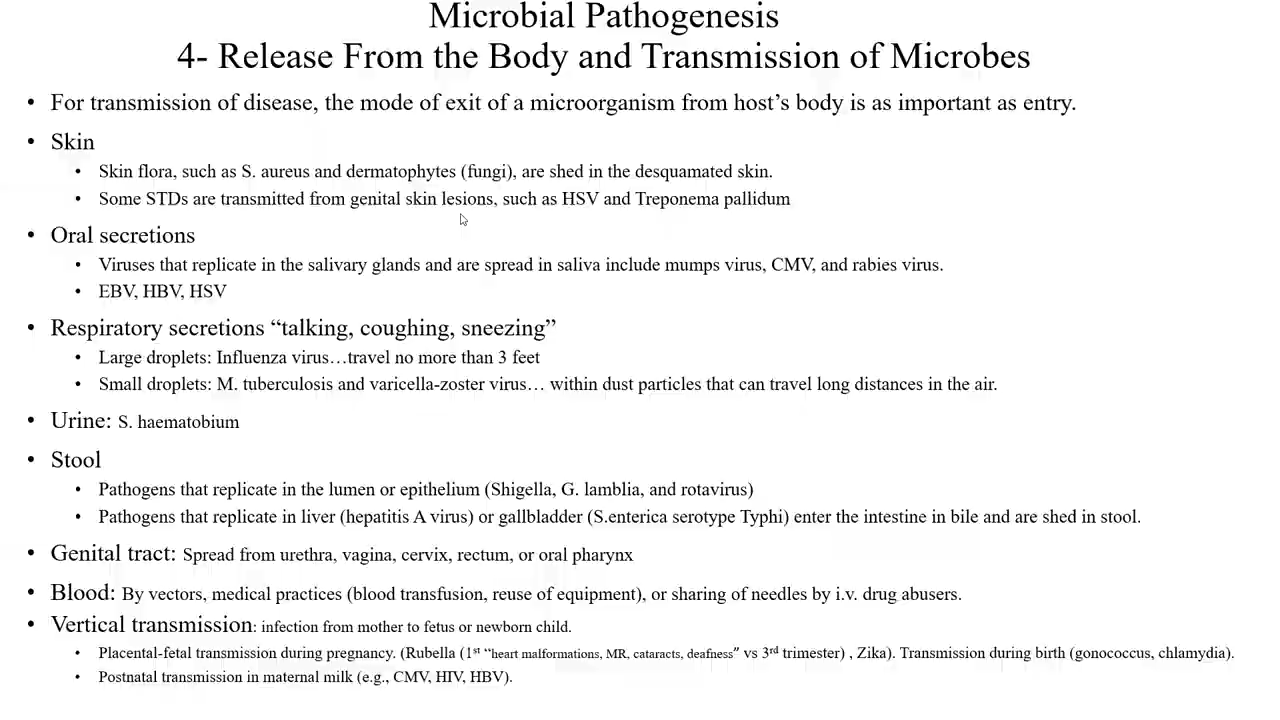 Microbial Pathogenesis
4- Release From the Body and Transmission of Microbes
• For transmission of disease, the mode of exit of a microorganism from host’s body is as important as entry.
• Skin
• Skin flora, such as S. aureus and dermatophytes (fungi), are shed in the desquamated skin.
• Some STDs are transmitted from genital skin lesions, such as HSV and Treponema pallidum
• Oral secretions
• Viruses that replicate in the salivary glands and are spread in saliva include mumps virus, CMV, and rabies virus.
• EBV, HBV, HSV
• Respiratory secretions “talking, coughing, sneezing”
• Large droplets: Influenza virus…travel no more than 3 feet
• Small droplets: M. tuberculosis and varicella-zoster virus… within dust particles that can travel long distances in the air.
• Urine: S. haematobium
• Stool
• Pathogens that replicate in the lumen or epithelium (Shigella, G. lamblia, and rotavirus)
• Pathogens that replicate in liver (hepatitis A virus) or gallbladder (S.enterica serotype Typhi) enter the intestine in bile and are shed in stool.
• Genital tract: Spread from urethra, vagina, cervix, rectum, or oral pharynx
• Blood: By vectors, medical practices (blood transfusion, reuse of equipment), or sharing of needles by i.v. drug abusers.
• Vertical transmission: infection from mother to fetus or newborn child.
• Placental-fetal transmission during pregnancy. (Rubella (1st “heart malformations, MR, cataracts, deafness” vs 3rd trimester) , Zika). Transmission during birth (gonococcus, chlamydia).
• Postnatal transmission in maternal milk (e.g., CMV, HIV, HBV).